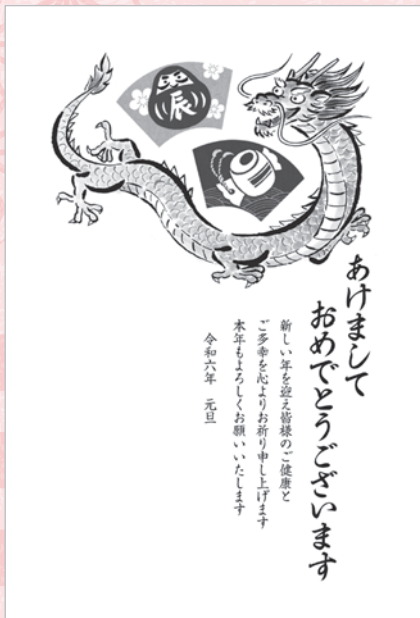 辰
あけまして
おめでとうございます
新しい年を迎え皆様のご健康と
ご多幸を心よりお祈り申し上げます
本年もよろしくお願いいたします
令和六年　元旦